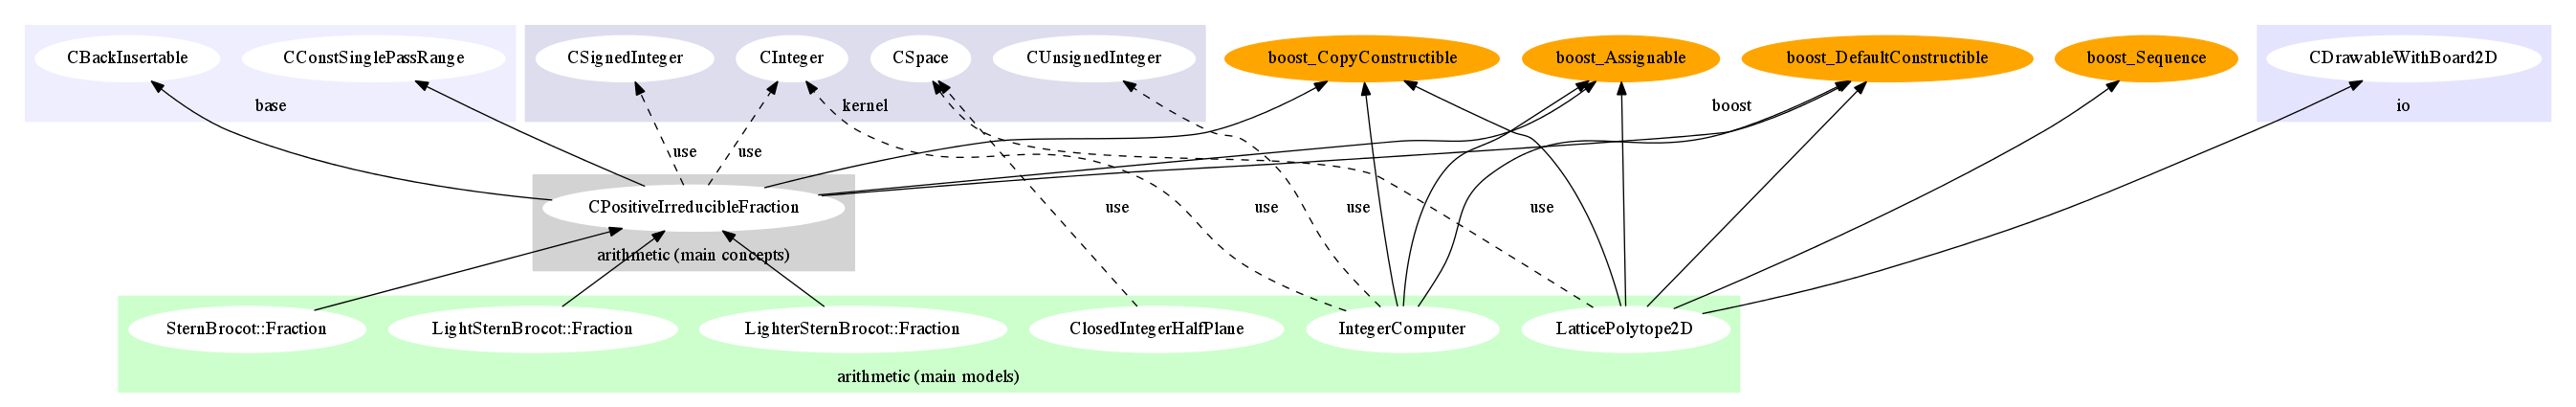 CBackInsertable
CConstSinglePassRange
CSignedInteger
CInteger
CSpace
CUnsignedInteger
boost_CopyConstructible
boost_Assignable
boost_DefaultConstructible
boost_Sequence
CDrawableWithBoard2D
base
kernel
boost
io
use
use
CPositiveIrreducibleFraction
use
use
use
use
arithmetic (main concepts)
SternBrocot::Fraction
LightSternBrocot::Fraction
LighterSternBrocot::Fraction
ClosedIntegerHalfPlane
IntegerComputer
LatticePolytope2D
arithmetic (main models)